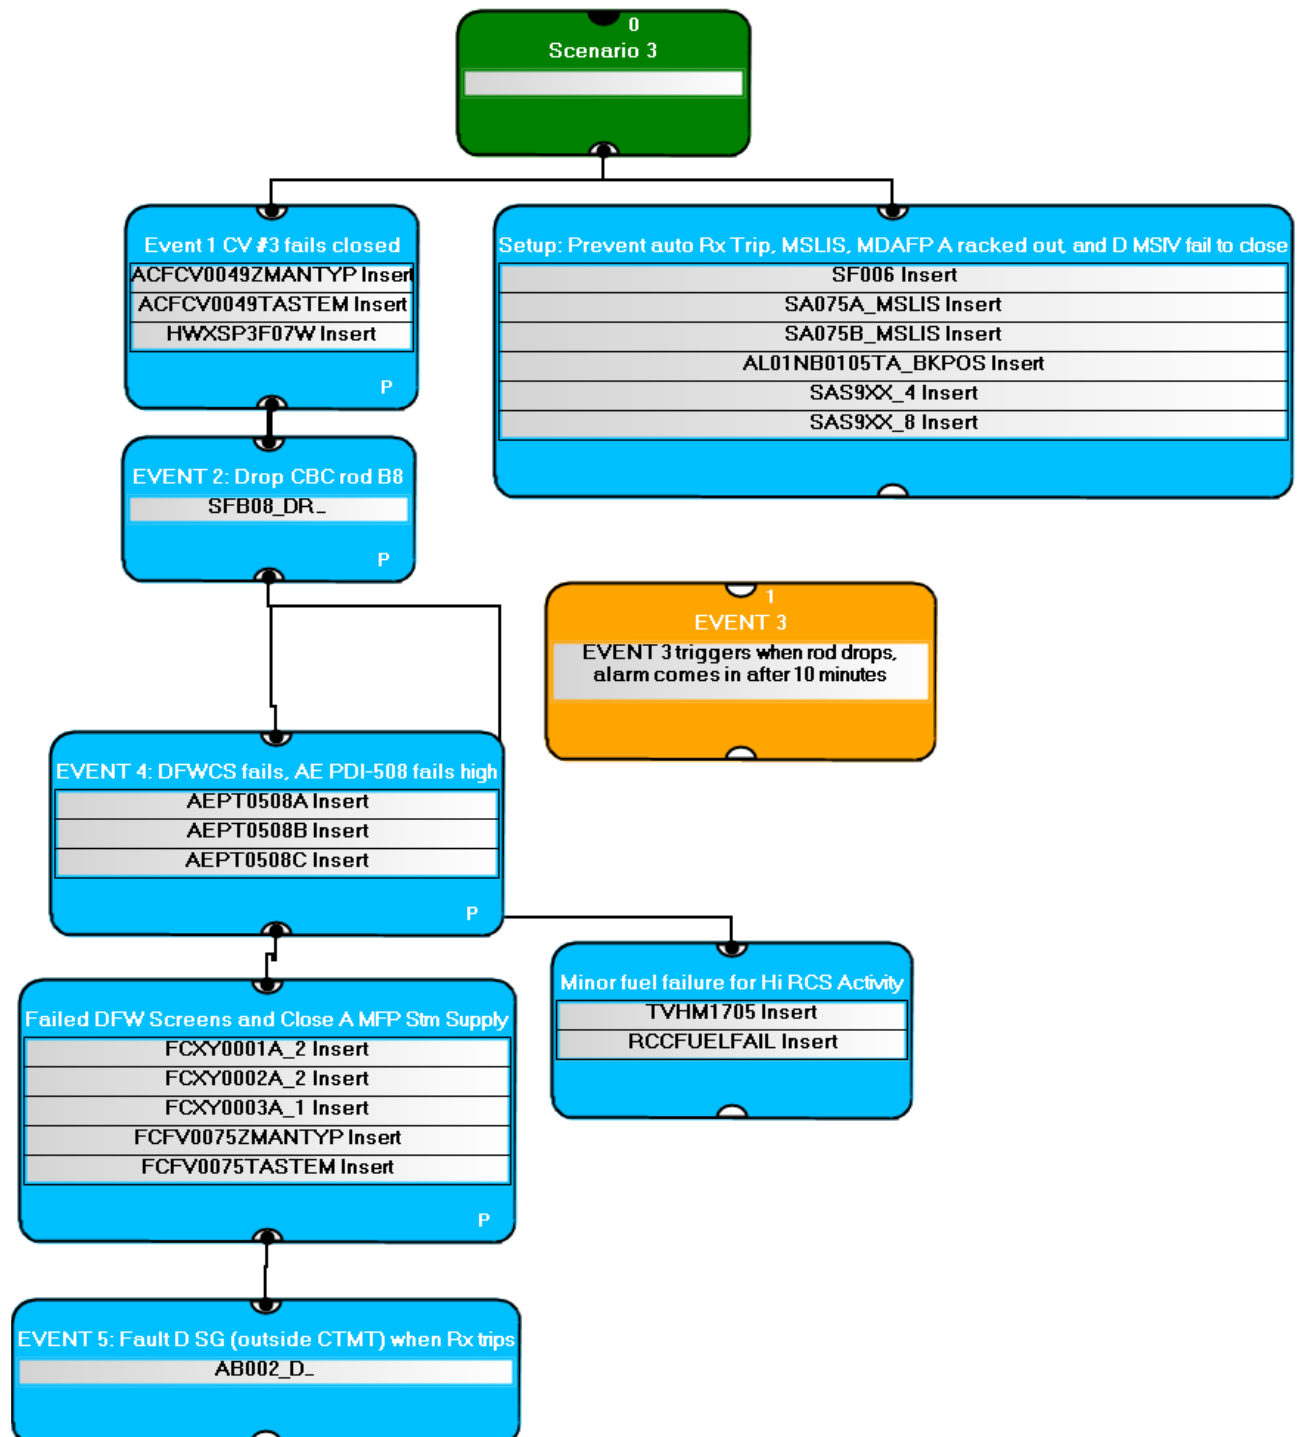 0
Scenario 3
Event 1 CV #3 fails closed
ACFCV0049ZMANTYP Insert
ACFCV0049TASTEM Insert
HWXSP3F07W Insert
P
Setup: Prevent auto Rx Trip, MSLIS, MDAFP A racked out, and D MSIV fail to close
SF006 Insert
SA075A_MSLIS Insert
SA075B_MSLIS Insert
AL01NB0105TA_BKPOS Insert
SAS9XX_4 Insert
SAS9XX_8 Insert
EVENT 2: Drop CBC rod B8
SFB08_DR_
P
1
EVENT 3
EVENT 3 triggers when rod drops,
alarm comes in after 10 minutes
EVENT 4: DFWCS fails, AE PDI-508 fails high
AEPT0508A Insert
AEPT0508B Insert
AEPT0508C Insert
P
Minor fuel failure for Hi RCS Activity
TVHM1705 Insert
RCCFUELFAIL Insert
Failed DFW Screens and Close A MFP Stm Supply
FCXY0001A_2 Insert
FCXY0002A_2 Insert
FCXY0003A_1 Insert
FCFV0075ZMANTYP Insert
FCFV0075TASTEM Insert
P
EVENT 5: Fault D SG (outside CTMT) when Rx trips
AB002_D_